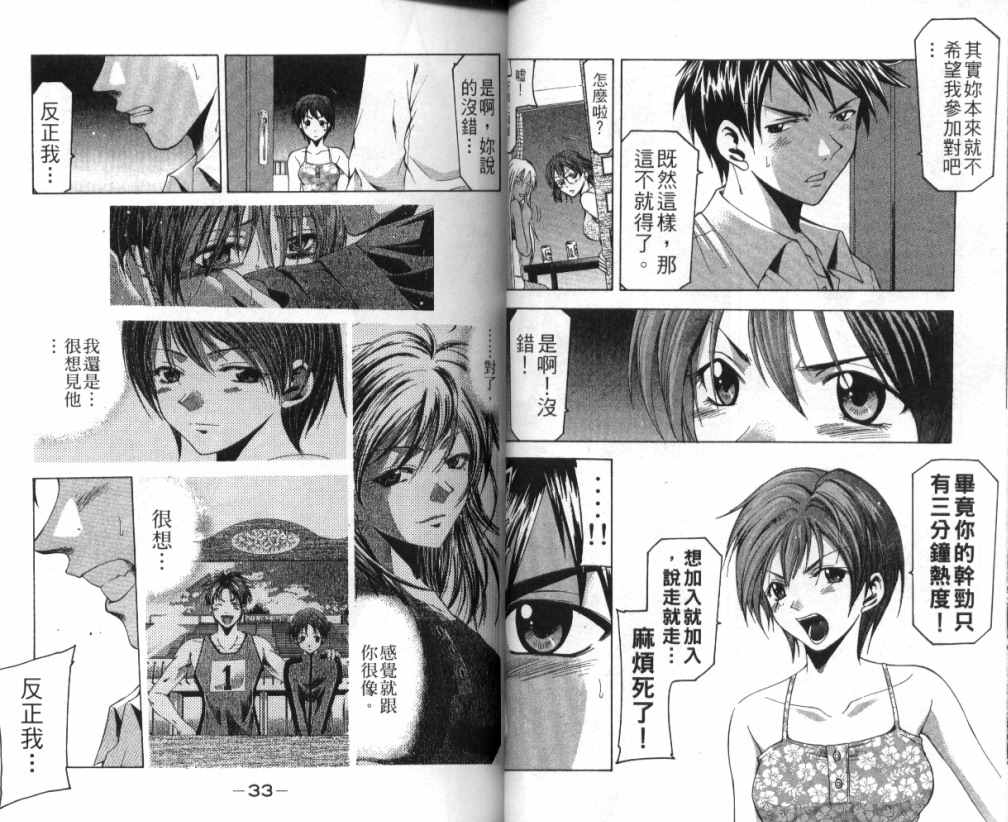 其實妳本來就不
希望我參加對吧
…
既然這樣，那
這不就得了。
怎麼啦？
噓！
是啊！沒
錯！
畢竟你的幹勁只
有三分鐘熱度！
想加入就加入
，說走就走…
麻煩死了！
……!!
是啊，妳說
的沒錯…
反正我…
……對了，
感覺就跟
你很像。
我還是…
很想見他
…
很想…
1
反正我…
—33—